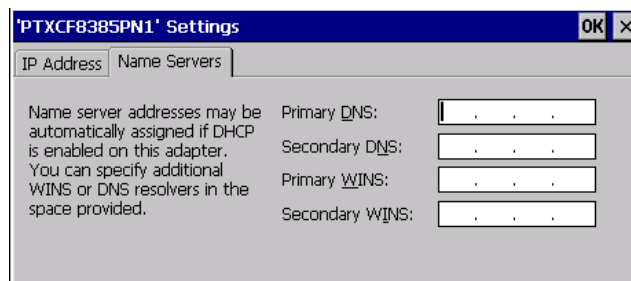 'PTXCF8385PN1' Settings
OK ×
IP Address Name Servers
Name server addresses may be
automatically assigned if DHCP
is enabled on this adapter.
You can specify additional
WINS or DNS resolvers in the
space provided.
Primary DNS:
. . .
Secondary DNS:
. . .
Primary WINS:
. . .
Secondary WINS:
. . .